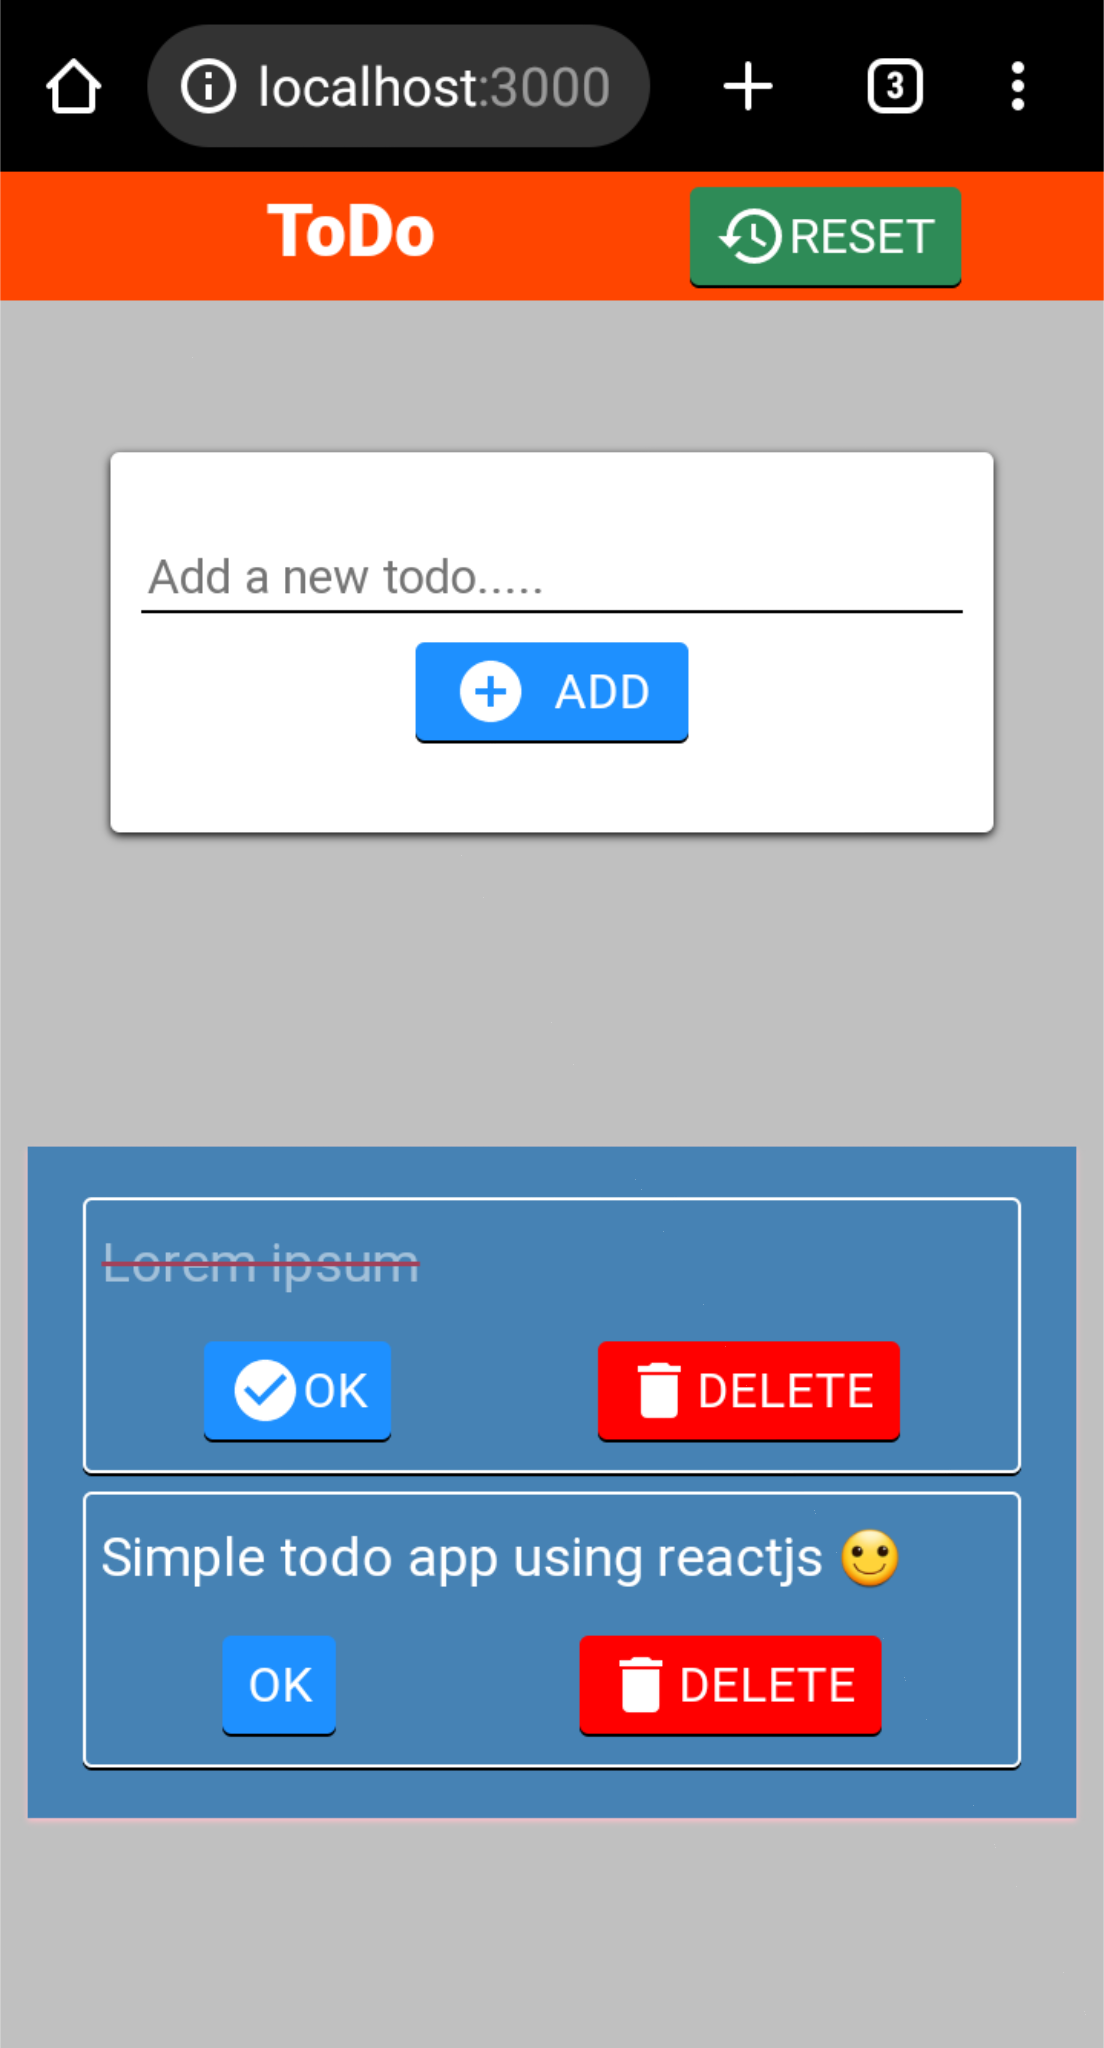 localhost:3000
3
ToDo
RESET
Add a new todo.....
ADD
Lorem ipsum
OK
DELETE
Simple todo app using reactjs 🙂
OK
DELETE